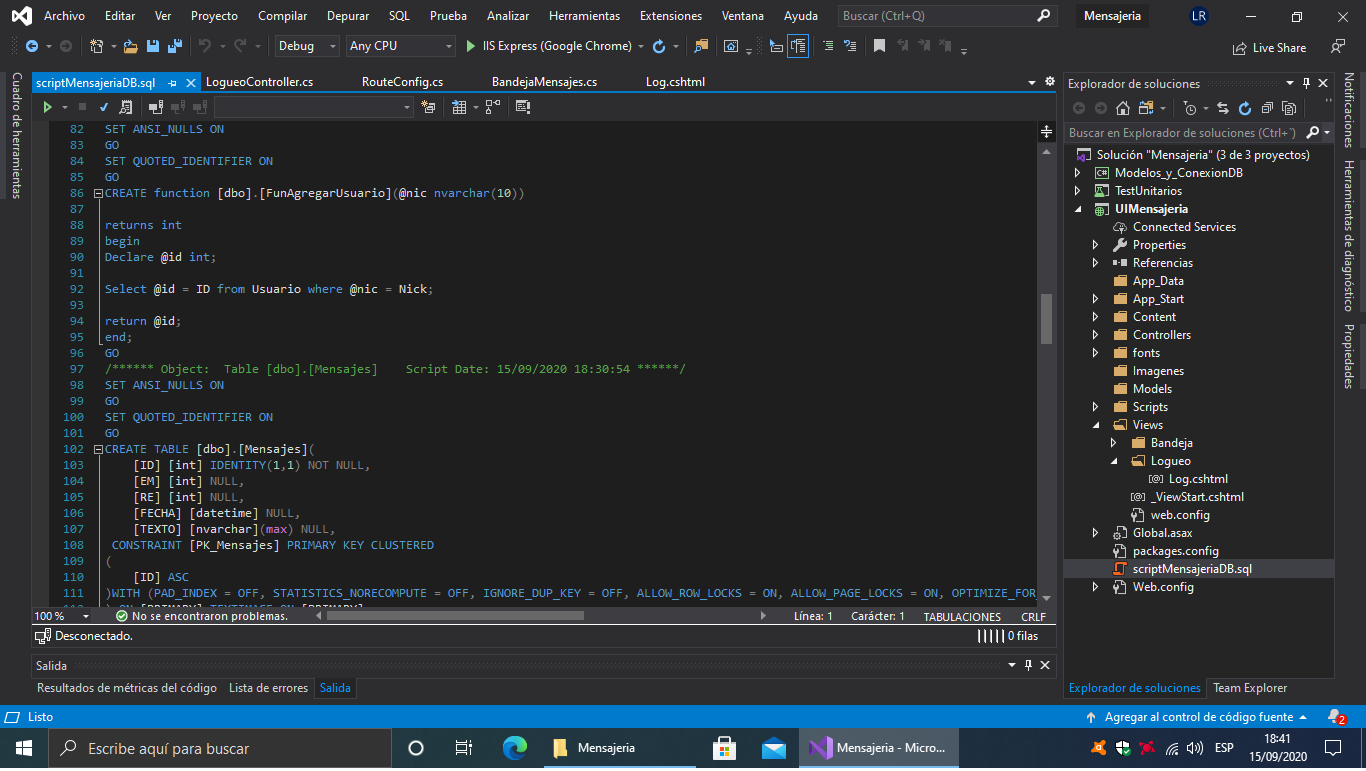 Archivo Editar Ver Proyecto Compilar Depurar SQL Prueba Analizar Herramientas Extensiones Ventana Ayuda Buscar (Ctrl+Q) Mensajeria LR
Debug Any CPU IIS Express (Google Chrome) Live Share
Cuadro de herramientas
scriptMensajeriaDB.sql LogueoController.cs RouteConfig.cs BandejaMensajes.cs Log.cshtml
82 SET ANSI_NULLS ON
83 GO
84 SET QUOTED_IDENTIFIER ON
85 GO
86 CREATE function [dbo].[FunAgregarUsuario](@nic nvarchar(10))
87
88 returns int
89 begin
90 Declare @id int;
91
92 Select @id = ID from Usuario where @nic = Nick;
93
94 return @id;
95 end;
96 GO
97 /****** Object:  Table [dbo].[Mensajes]    Script Date: 15/09/2020 18:30:54 ******/
98 SET ANSI_NULLS ON
99 GO
100 SET QUOTED_IDENTIFIER ON
101 GO
102 CREATE TABLE [dbo].[Mensajes](
103 [ID] [int] IDENTITY(1,1) NOT NULL,
104 [EM] [int] NULL,
105 [RE] [int] NULL,
106 [FECHA] [datetime] NULL,
107 [TEXTO] [nvarchar](max) NULL,
108 CONSTRAINT [PK_Mensajes] PRIMARY KEY CLUSTERED
109 (
110 [ID] ASC
111 )WITH (PAD_INDEX = OFF, STATISTICS_NORECOMPUTE = OFF, IGNORE_DUP_KEY = OFF, ALLOW_ROW_LOCKS = ON, ALLOW_PAGE_LOCKS = ON, OPTIMIZE_FOR
100 % No se encontraron problemas. Línea: 1 Carácter: 1 TABULACIONES CRLF
Desconectado. 0 filas
Salida
Resultados de métricas del código Lista de errores Salida
Explorador de soluciones
Buscar en Explorador de soluciones (Ctrl+¨)
Solución "Mensajeria" (3 de 3 proyectos)
C# Modelos_y_ConexionDB
TestUnitarios
UIMensajeria
Connected Services
Properties
Referencias
App_Data
App_Start
Content
Controllers
fonts
Imagenes
Models
Scripts
Views
Bandeja
Logueo
Log.cshtml
_ViewStart.cshtml
web.config
Global.asax
packages.config
scriptMensajeriaDB.sql
Web.config
Explorador de soluciones Team Explorer
Notificaciones
Herramientas de diagnóstico
Propiedades
Listo Agregar al control de código fuente 2
Escribe aquí para buscar Mensajeria Mensajeria - Micro... ESP 18:41
15/09/2020